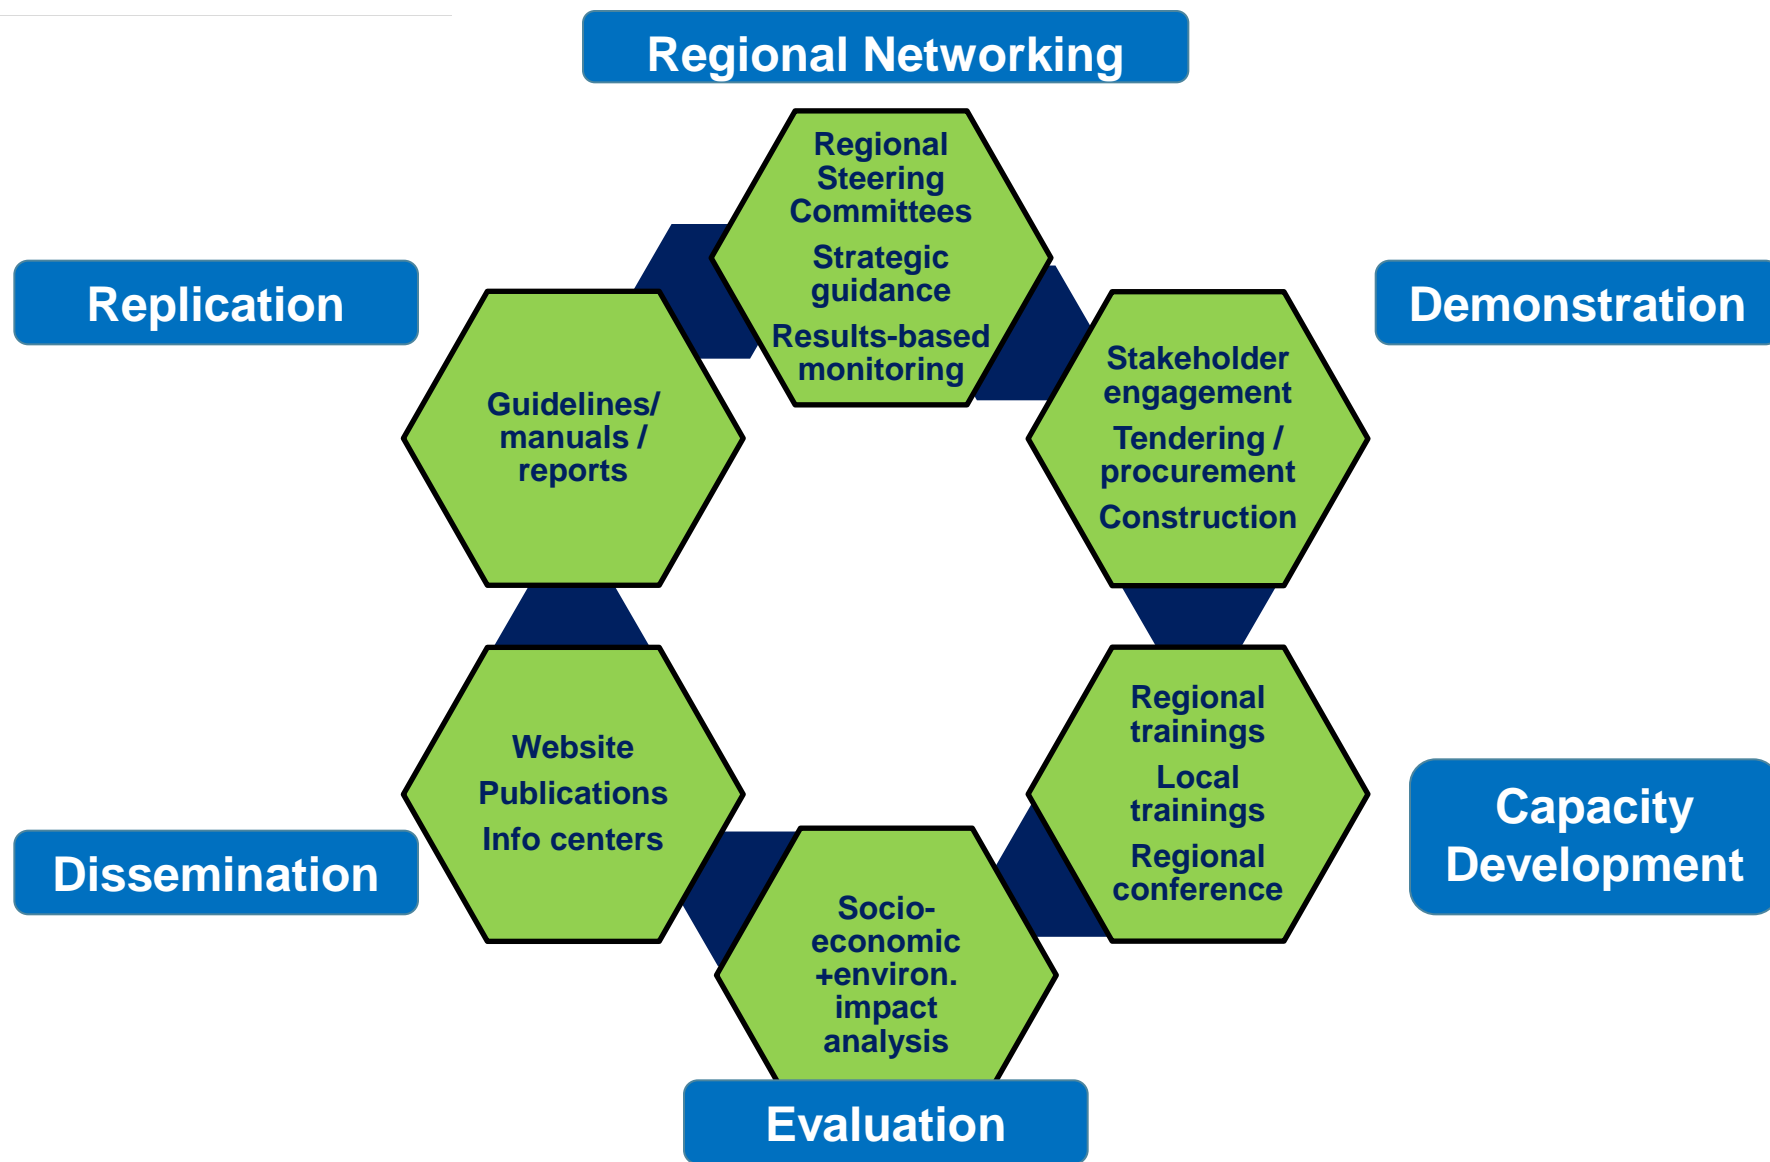 Regional Networking
Regional
Steering
Committees
Strategic
guidance
Results-based
monitoring
Demonstration
Stakeholder
engagement
Tendering /
procurement
Construction
Capacity
Development
Regional
trainings
Local
trainings
Regional
conference
Evaluation
Socio-
economic
+environ.
impact
analysis
Dissemination
Website
Publications
Info centers
Replication
Guidelines/
manuals /
reports